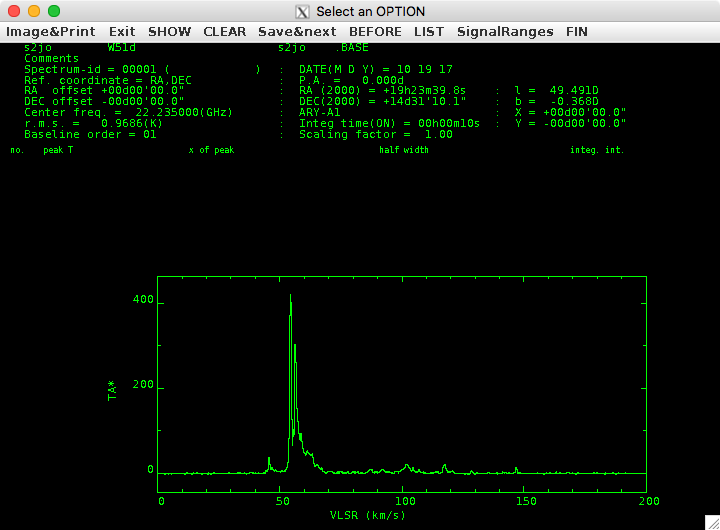 Select an OPTION
Image&Print Exit SHOW CLEAR Save&next BEFORE LIST SignalRanges FIN
s2jo W51d s2jo .BASE
Comments
Spectrum-id = 00001 ( ) : DATE(M D Y) = 10 19 17
Ref. coordinate = RA,DEC : P.A. = 0.000d
RA offset +00d00'00.0" : RA (2000) = +19h23m39.8s : l = 49.491D
DEC offset -00d00'00.0" : DEC(2000) = +14d31'10.1" : b = -0.368D
Center freq. = 22.235000(GHz) : ARY-A1 : X = +00d00'00.0"
r.m.s. = 0.9686(K) : Integ time(ON) = 00h00m10s : Y = -00d00'00.0"
Baseline order = 01 : Scaling factor = 1.00
no. peak T x of peak half width integ. int.
400
200
0
TA*
0 50 100 150 200
VLSR (km/s)